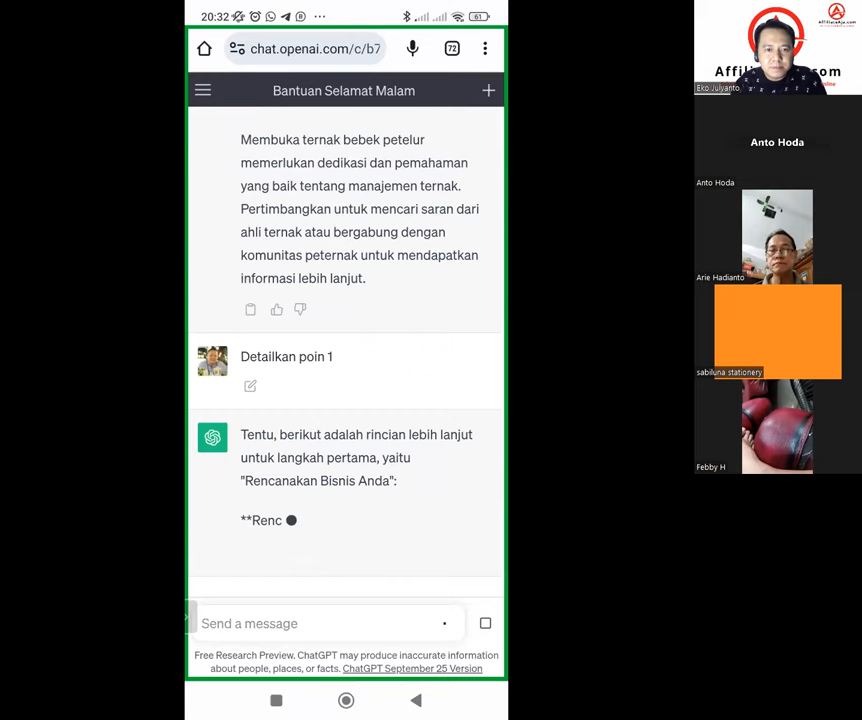 20:32
61
chat.openai.com/c/b7
72
Bantuan Selamat Malam
Membuka ternak bebek petelur
memerlukan dedikasi dan pemahaman
yang baik tentang manajemen ternak.
Pertimbangkan untuk mencari saran dari
ahli ternak atau bergabung dengan
komunitas peternak untuk mendapatkan
informasi lebih lanjut.
Detailkan poin 1
Tentu, berikut adalah rincian lebih lanjut
untuk langkah pertama, yaitu
"Rencanakan Bisnis Anda":
**Renc
Send a message
Free Research Preview. ChatGPT may produce inaccurate information
about people, places, or facts. ChatGPT September 25 Version
AffiliateAja.com
Eko Julyanto
Anto Hoda
Anto Hoda
Arie Hadianto
sabiluna stationery
Febby H